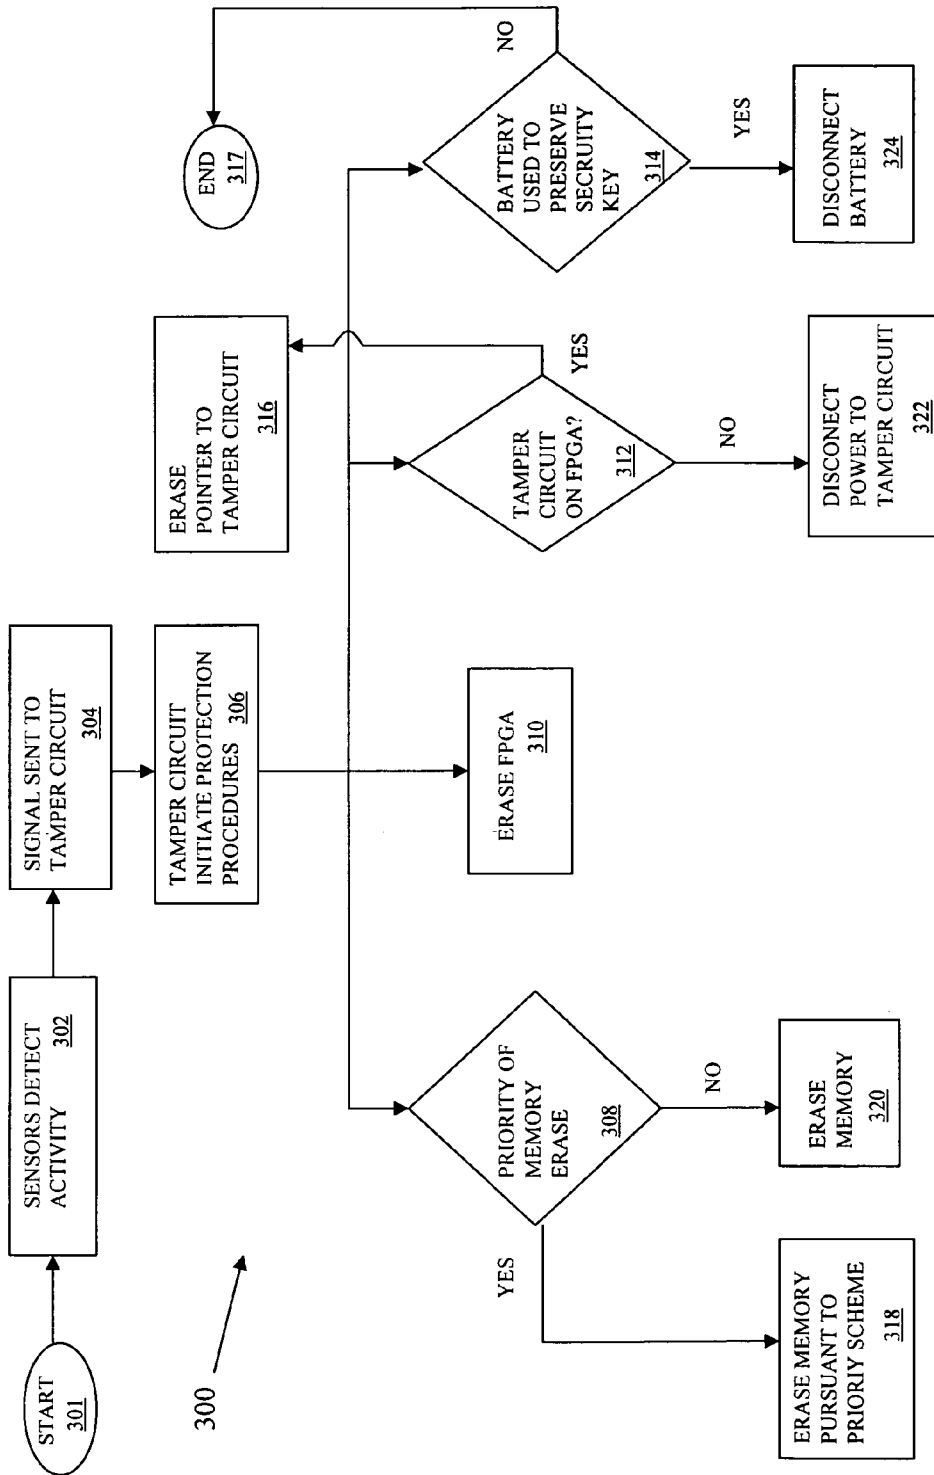 START
301
SENSORS DETECT
ACTIVITY
302
SIGNAL SENT TO
TAMPER CIRCUIT
304
TAMPER CIRCUIT
INITIATE PROTECTION
PROCEDURES
306
300
PRIORITY OF
MEMORY
ERASE
308
YES
NO
ERASE MEMORY
PURSUANT TO
PRIORIY SCHEME
318
ERASE
MEMORY
320
ERASE FPGA
310
ERASE
POINTER TO
TAMPER CIRCUIT
316
TAMPER
CIRCUIT
ON FPGA?
312
YES
NO
DISCONECT
POWER TO
TAMPER CIRCUIT
322
END
317
NO
BATTERY
USED TO
PRESERVE
SECRUITY
KEY
314
YES
DISCONNECT
BATTERY
324